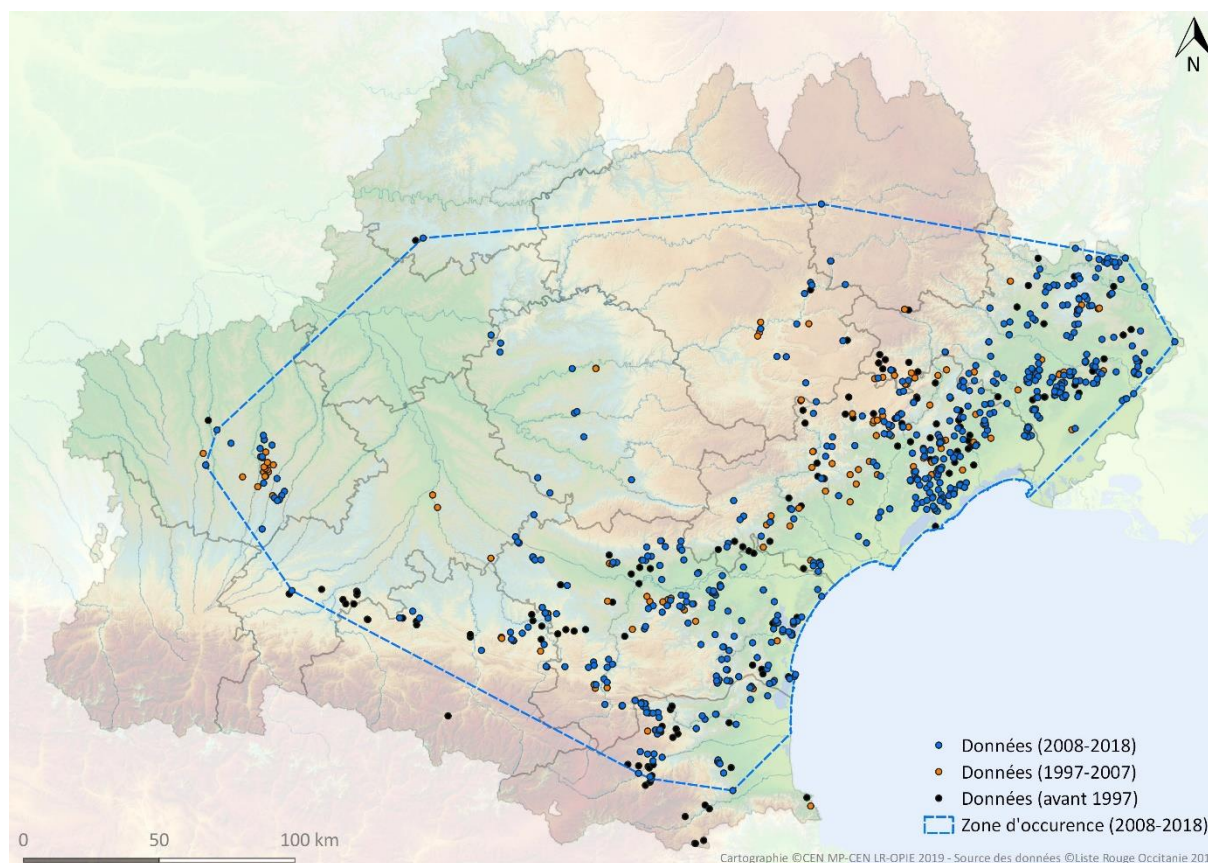 N
Données (2008-2018)
Données (1997-2007)
Données (avant 1997)
Zone d'occurence (2008-2018)
0 50 100 km
Cartographie ©CEN MP-CEN LR-OPIE 2019 - Source des données ©Liste Rouge Occitanie 201